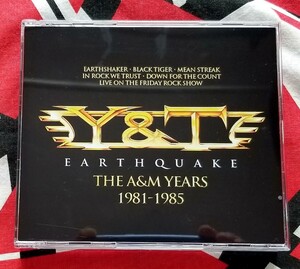 EARTHSHAKER · BLACK TIGER · MEAN STREAK
IN ROCK WE TRUST · DOWN FOR THE COUNT
LIVE ON THE FRIDAY ROCK SHOW
Y&T
EARTHQUAKE
THE A&M YEARS
1981-1985